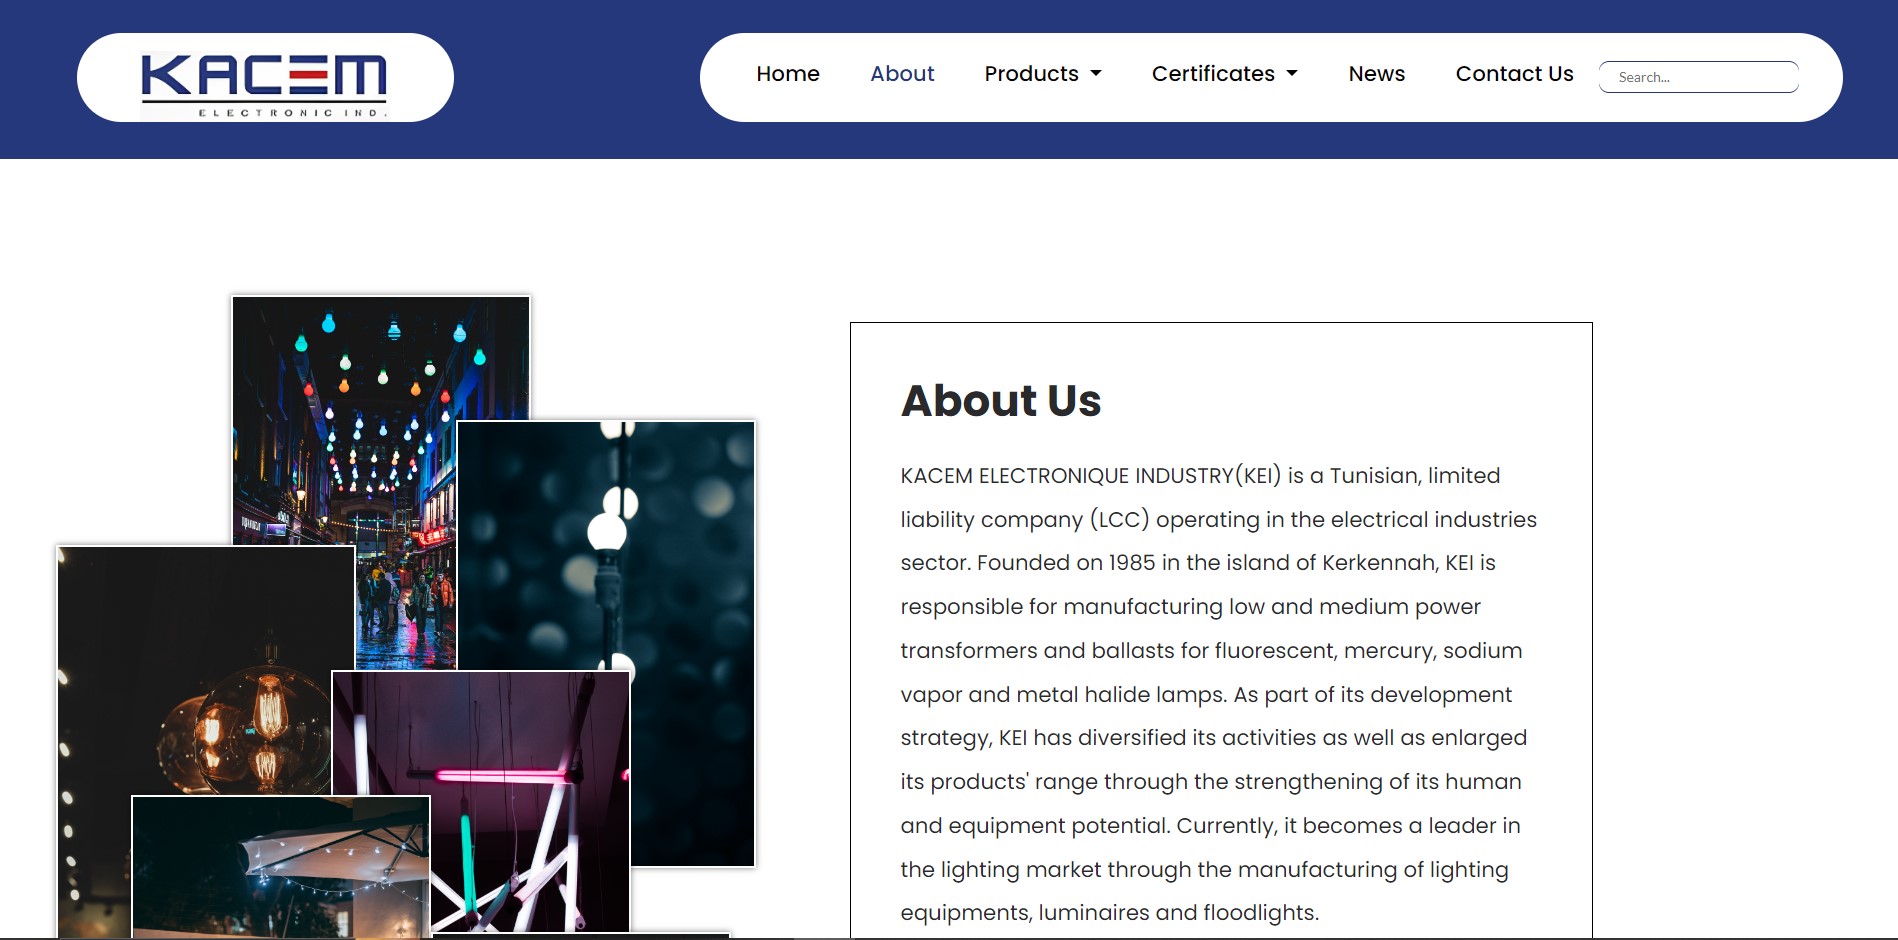 KACEM
ELECTRONIC IND.
Home About Products Certificates News Contact Us Search...
About Us
KACEM ELECTRONIQUE INDUSTRY(KEI) is a Tunisian, limited
liability company (LCC) operating in the electrical industries
sector. Founded on 1985 in the island of Kerkennah, KEI is
responsible for manufacturing low and medium power
transformers and ballasts for fluorescent, mercury, sodium
vapor and metal halide lamps. As part of its development
strategy, KEI has diversified its activities as well as enlarged
its products' range through the strengthening of its human
and equipment potential. Currently, it becomes a leader in
the lighting market through the manufacturing of lighting
equipments, luminaires and floodlights.